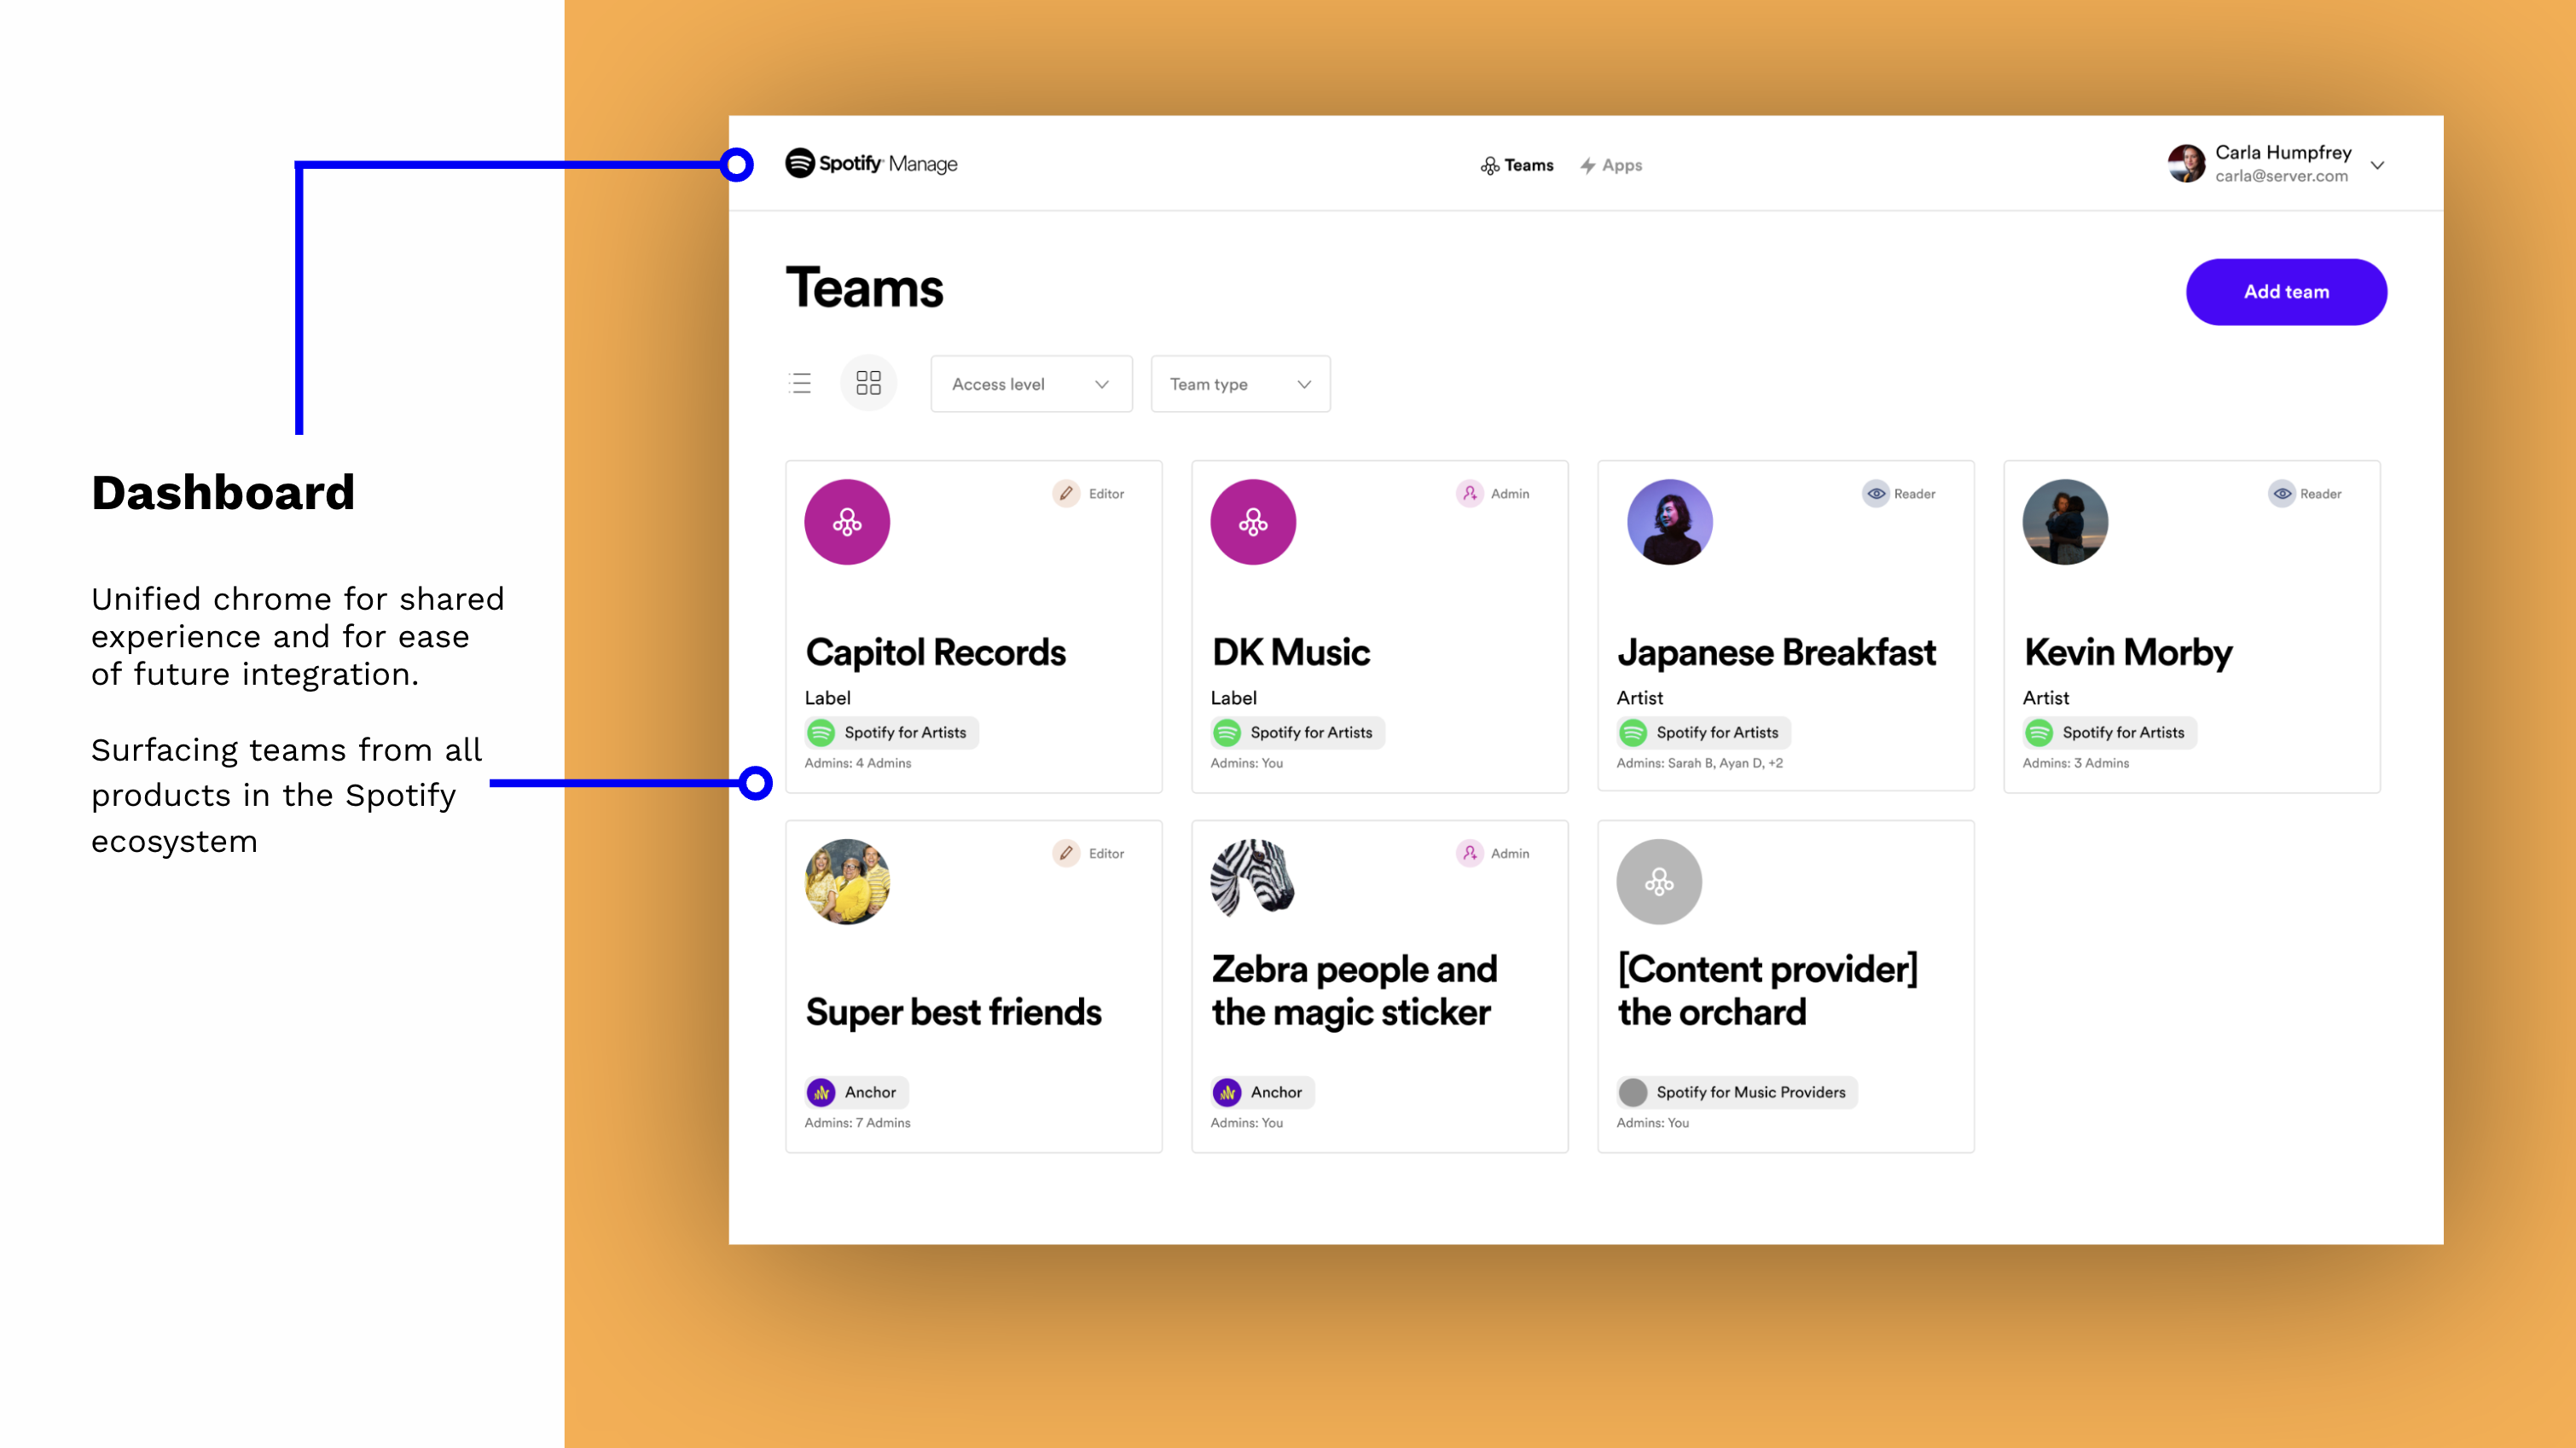 Dashboard
Unified chrome for shared
experience and for ease
of future integration.
Surfacing teams from all
products in the Spotify
ecosystem
Spotify Manage
Teams
Apps
Carla Humpfrey
carla@server.com
Teams
Add team
Access level
Team type
Editor
Capitol Records
Label
Spotify for Artists
Admins: 4 Admins
Admin
DK Music
Label
Spotify for Artists
Admins: You
Reader
Japanese Breakfast
Artist
Spotify for Artists
Admins: Sarah B, Ayan D, +2
Reader
Kevin Morby
Artist
Spotify for Artists
Admins: 3 Admins
Editor
Super best friends
Anchor
Admins: 7 Admins
Admin
Zebra people and
the magic sticker
Anchor
Admins: You
[Content provider]
the orchard
Spotify for Music Providers
Admins: You